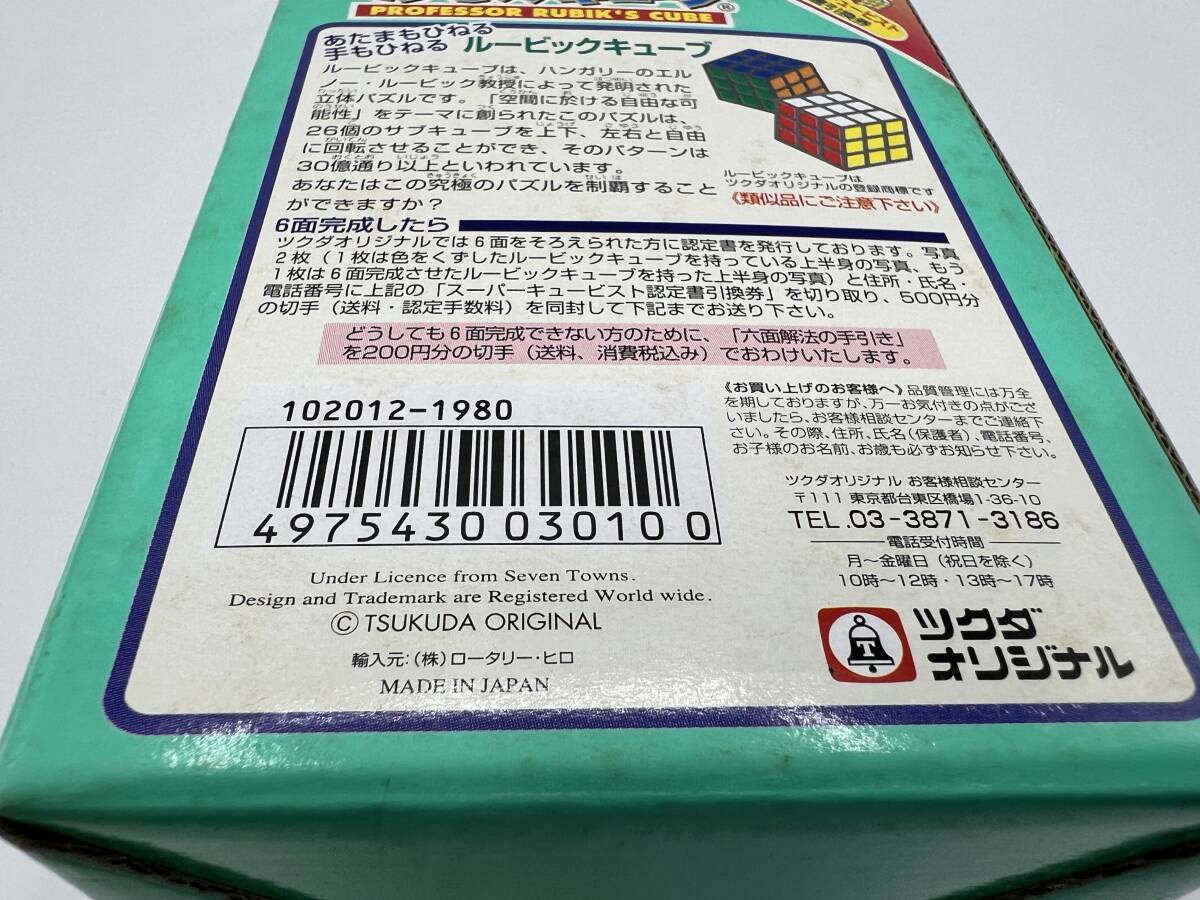 PROFESSOR RUBIK'S CUBE®
あたまもひねる
手もひねる ルービックキューブ
ルービックキューブは、ハンガリーのエル
ノー・ルービック教授によって発明された
立体パズルです。「空間に於ける自由な可
能性」をテーマに創られたこのパズルは、
26個のサブキューブを上下、左右と自由
に回転させることができ、そのパターンは
30億通り以上といわれています。
あなたはこの究極のパズルを制覇すること
ができますか？
ルービックキューブは
ツクダオリジナルの登録商標です
《類似品にご注意下さい》
6面完成したら
ツクダオリジナルでは6面をそろえられた方に認定書を発行しております。写真
2枚（1枚は色をくずしたルービックキューブを持っている上半身の写真、もう
1枚は6面完成させたルービックキューブを持った上半身の写真）と住所・氏名・
電話番号に上記の「スーパーキュービスト認定書引換券」を切り取り、500円分
の切手（送料・認定手数料）を同封して下記までお送り下さい。
どうしても6面完成できない方のために、「六面解法の手引き」
を200円分の切手（送料、消費税込み）でおわけいたします。
102012-1980
4975430 030100
Under Licence from Seven Towns.
Design and Trademark are Registered World wide.
© TSUKUDA ORIGINAL
輸入元：（株）ロータリー・ヒロ
MADE IN JAPAN
《お買い上げのお客様へ》品質管理には万全
を期しておりますが、万一お気付きの点がござ
いましたら、お客様相談センターまでご連絡下
さい。その際、住所、氏名（保護者）、電話番号、
お子様のお名前、お歳も必ずお知らせ下さい。
ツクダオリジナル お客様相談センター
〒111 東京都台東区橋場1-36-10
TEL.03-3871-3186
電話受付時間
月～金曜日（祝日を除く）
10時～12時・13時～17時
T
ツクダ
オリジナル